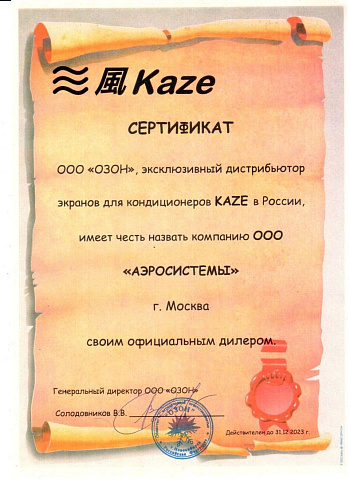 風 Kaze
СЕРТИФИКАТ
ООО «ОЗОН», эксклюзивный дистрибьютор
экранов для кондиционеров KAZE в России,
имеет честь назвать компанию ООО
«АЭРОСИСТЕМЫ»
г. Москва
своим официальным дилером.
Генеральный директор ООО «ОЗОН»
Солодовников В.В.
"ОЗОН"
Действителен до 31.12.2023 г.